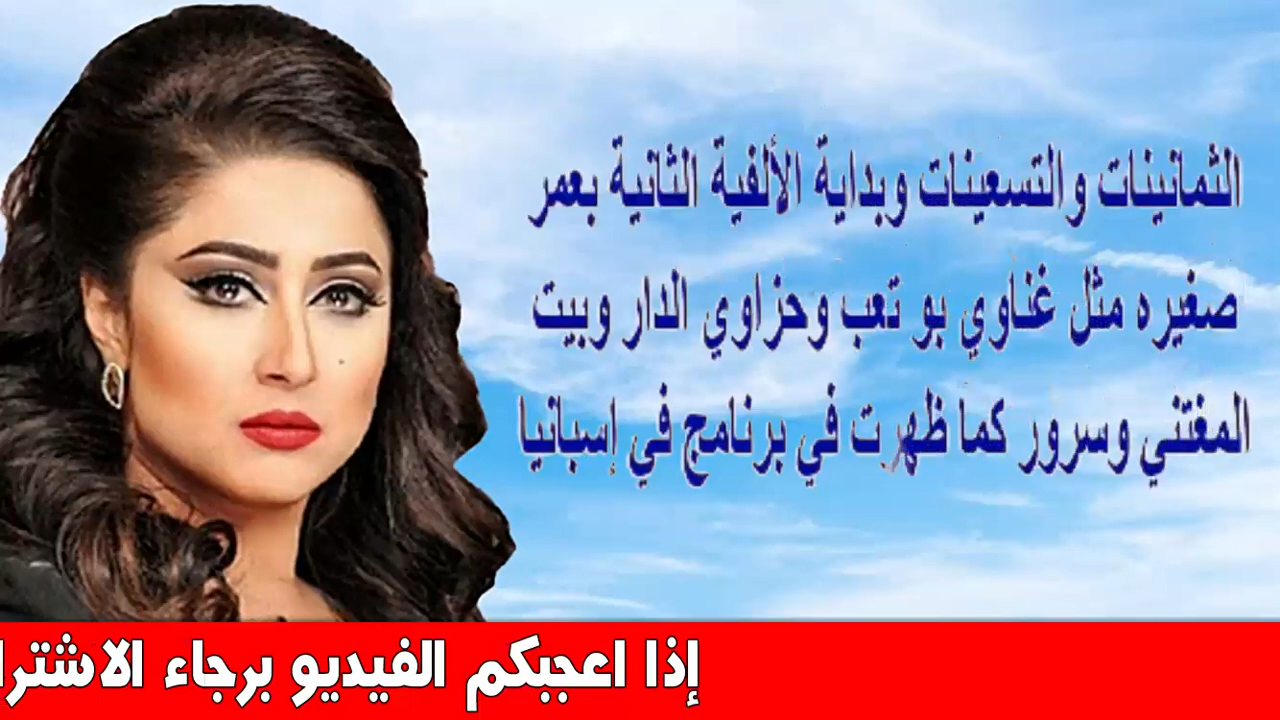 الثمانينات والتسعينات وبداية الألفية الثانية بعمر
صغيره مثل غناوي بو تعب وحزاوي الدار وبيت
المغتني وسرور كما ظهرت في برنامج في إسبانيا
إذا اعجبكم الفيديو برجاء الاشترا